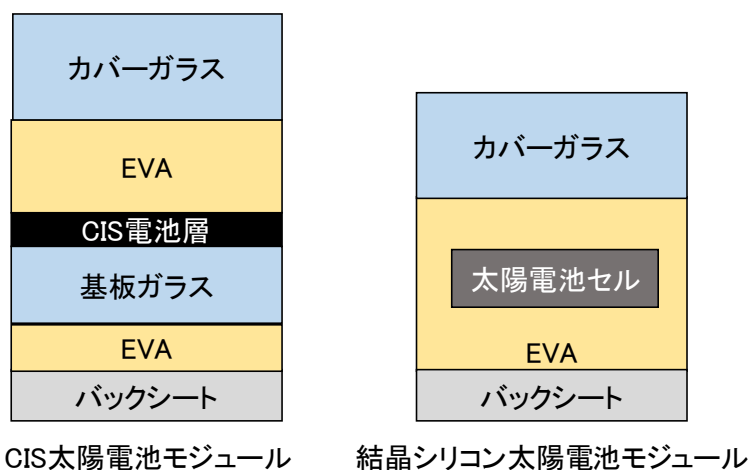 カバーガラス
EVA
CIS電池層
基板ガラス
EVA
バックシート
CIS太陽電池モジュール
カバーガラス
太陽電池セル
EVA
バックシート
結晶シリコン太陽電池モジュール